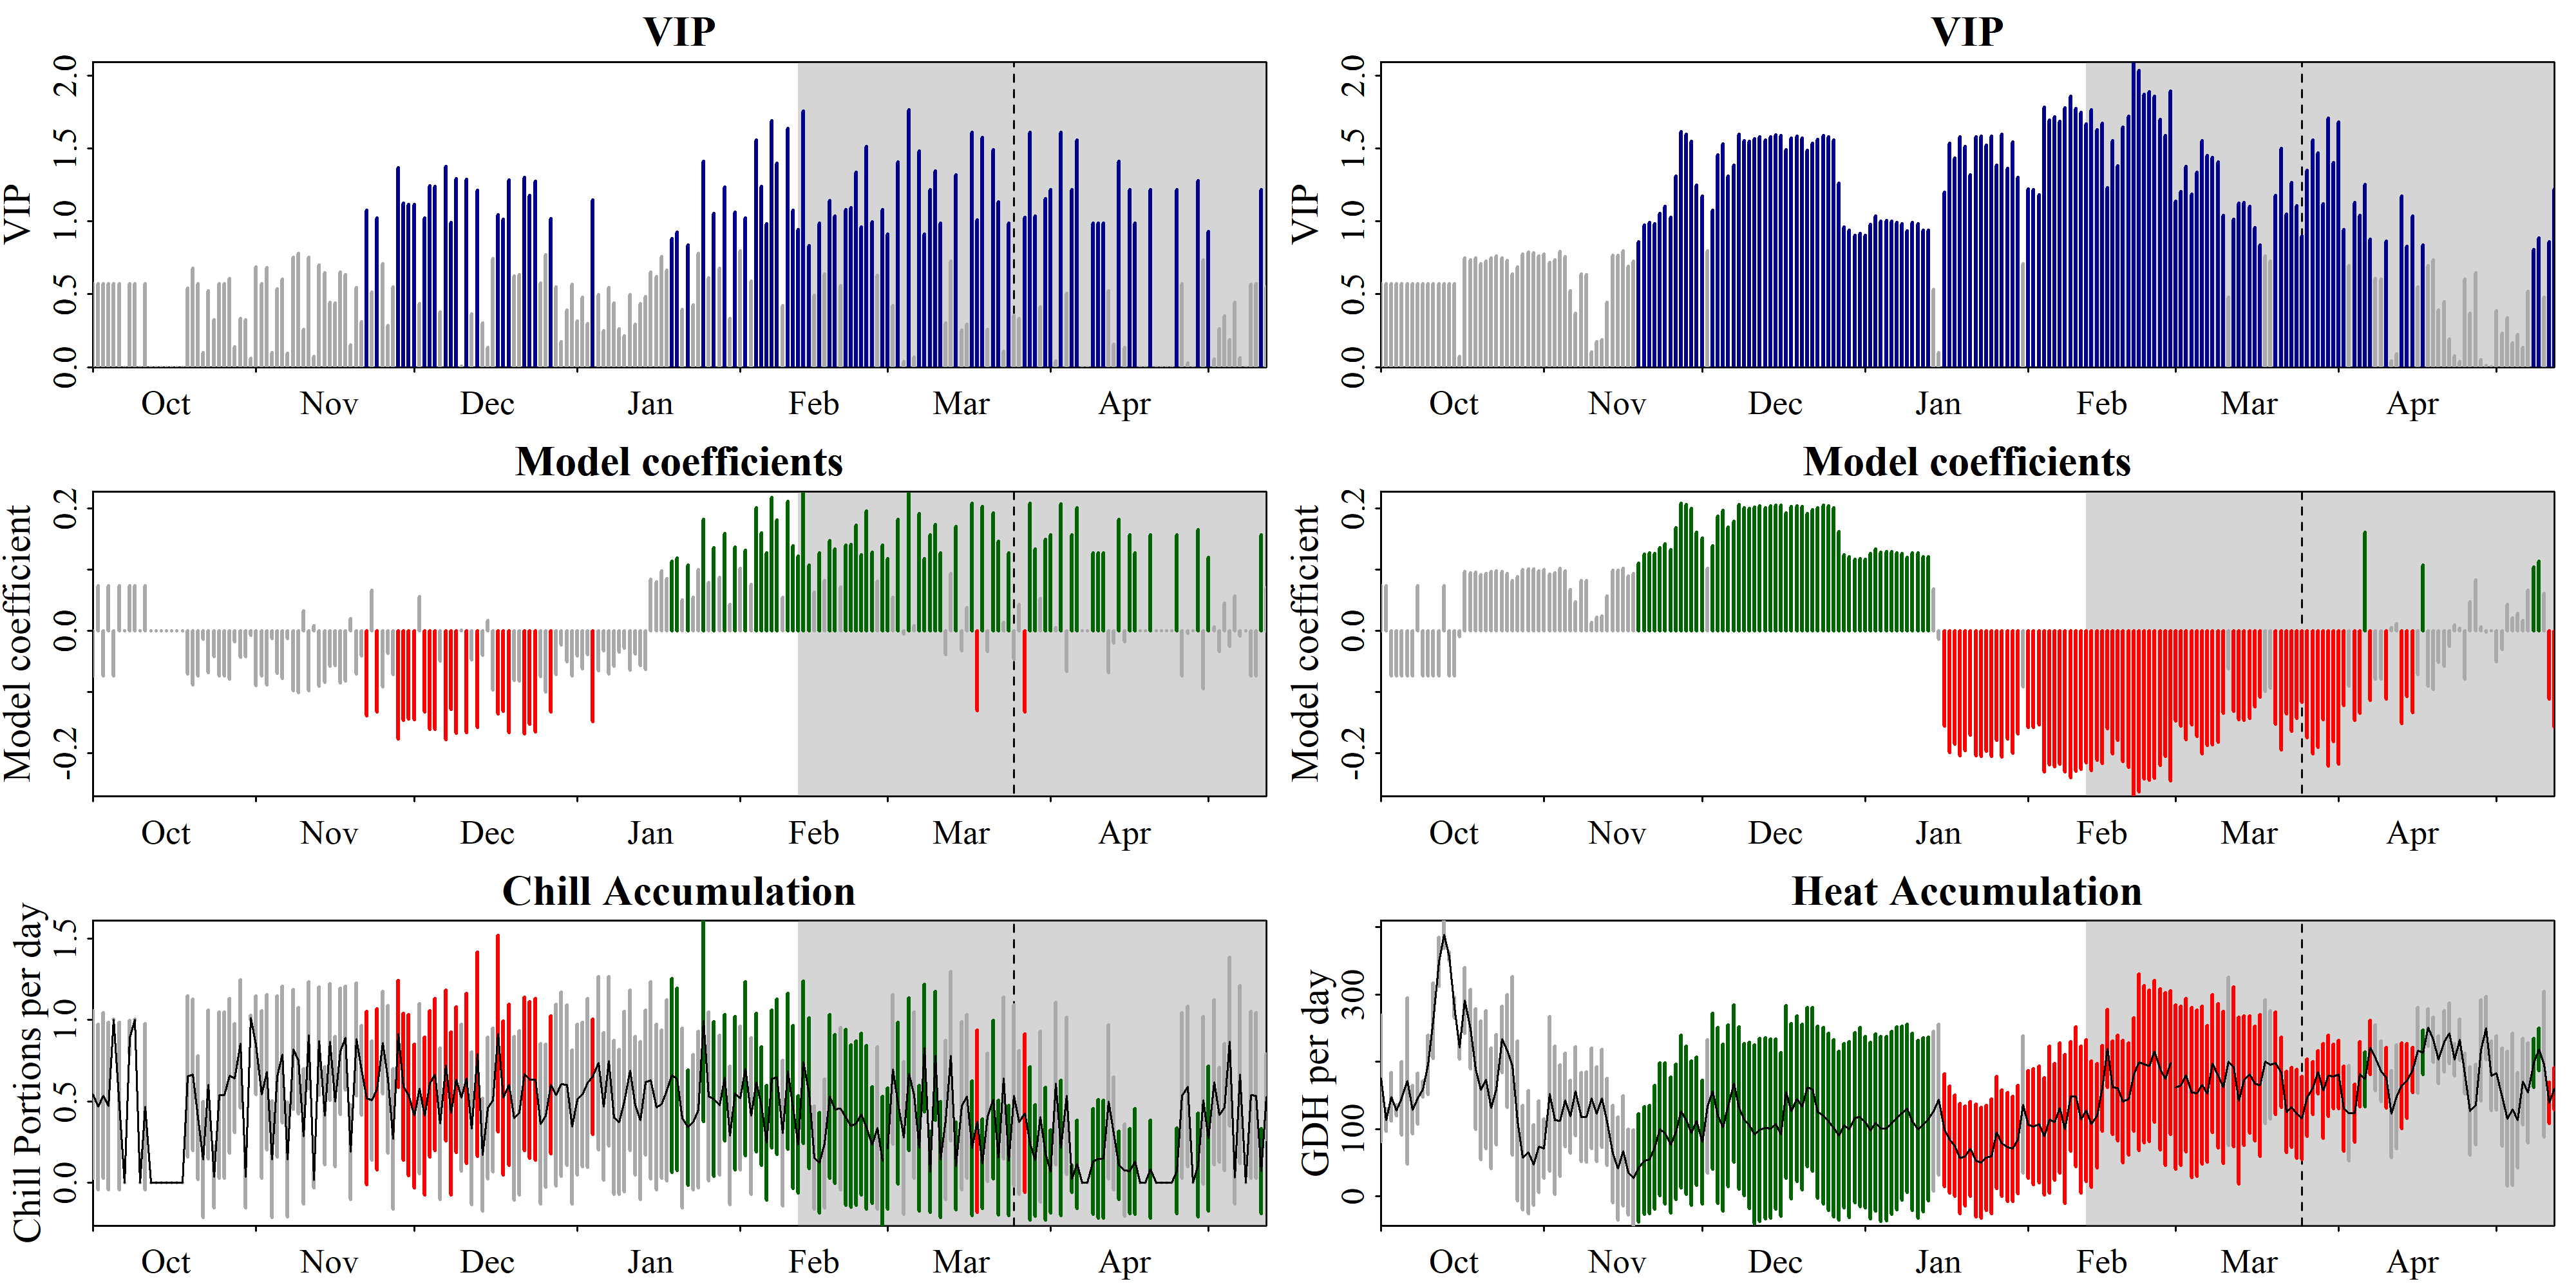 VIP
VIP
2.0
1.5
1.0
0.5
0.0
Oct Nov Dec Jan Feb Mar Apr
VIP
VIP
2.0
1.5
1.0
0.5
0.0
Oct Nov Dec Jan Feb Mar Apr
Model coefficients
Model coefficient
0.2
0.0
-0.2
Oct Nov Dec Jan Feb Mar Apr
Model coefficients
Model coefficient
0.2
0.0
-0.2
Oct Nov Dec Jan Feb Mar Apr
Chill Accumulation
Chill Portions per day
1.5
1.0
0.5
0.0
Oct Nov Dec Jan Feb Mar Apr
Heat Accumulation
GDH per day
300
100
0
Oct Nov Dec Jan Feb Mar Apr